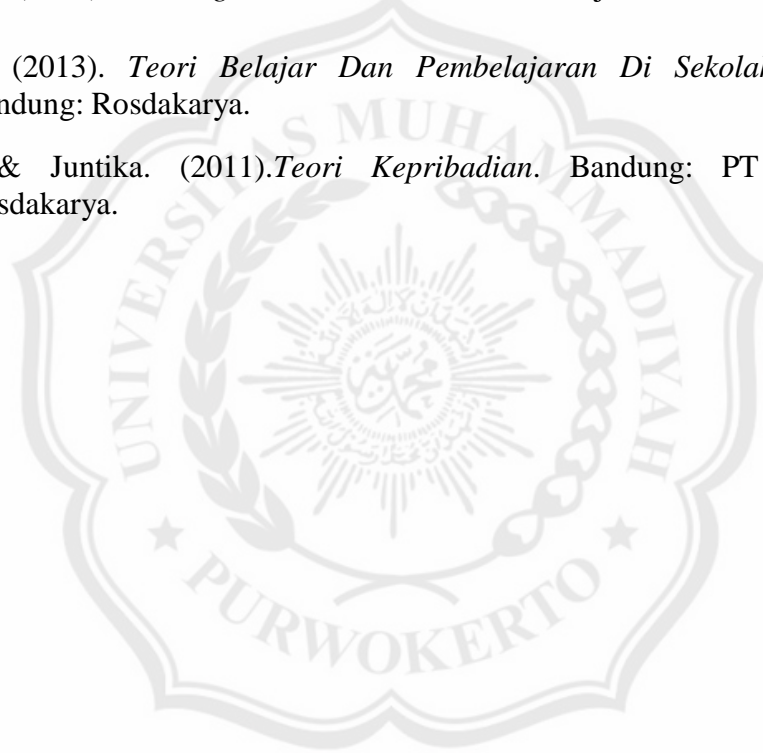 (2013). Teori Belajar Dan Pembelajaran Di Sekolah
ndung: Rosdakarya.
& Juntika. (2011).Teori Kepribadian. Bandung: PT
sdakarya.
UNIVERSITAS MUHAMMADIYAH
PURWOKERTO